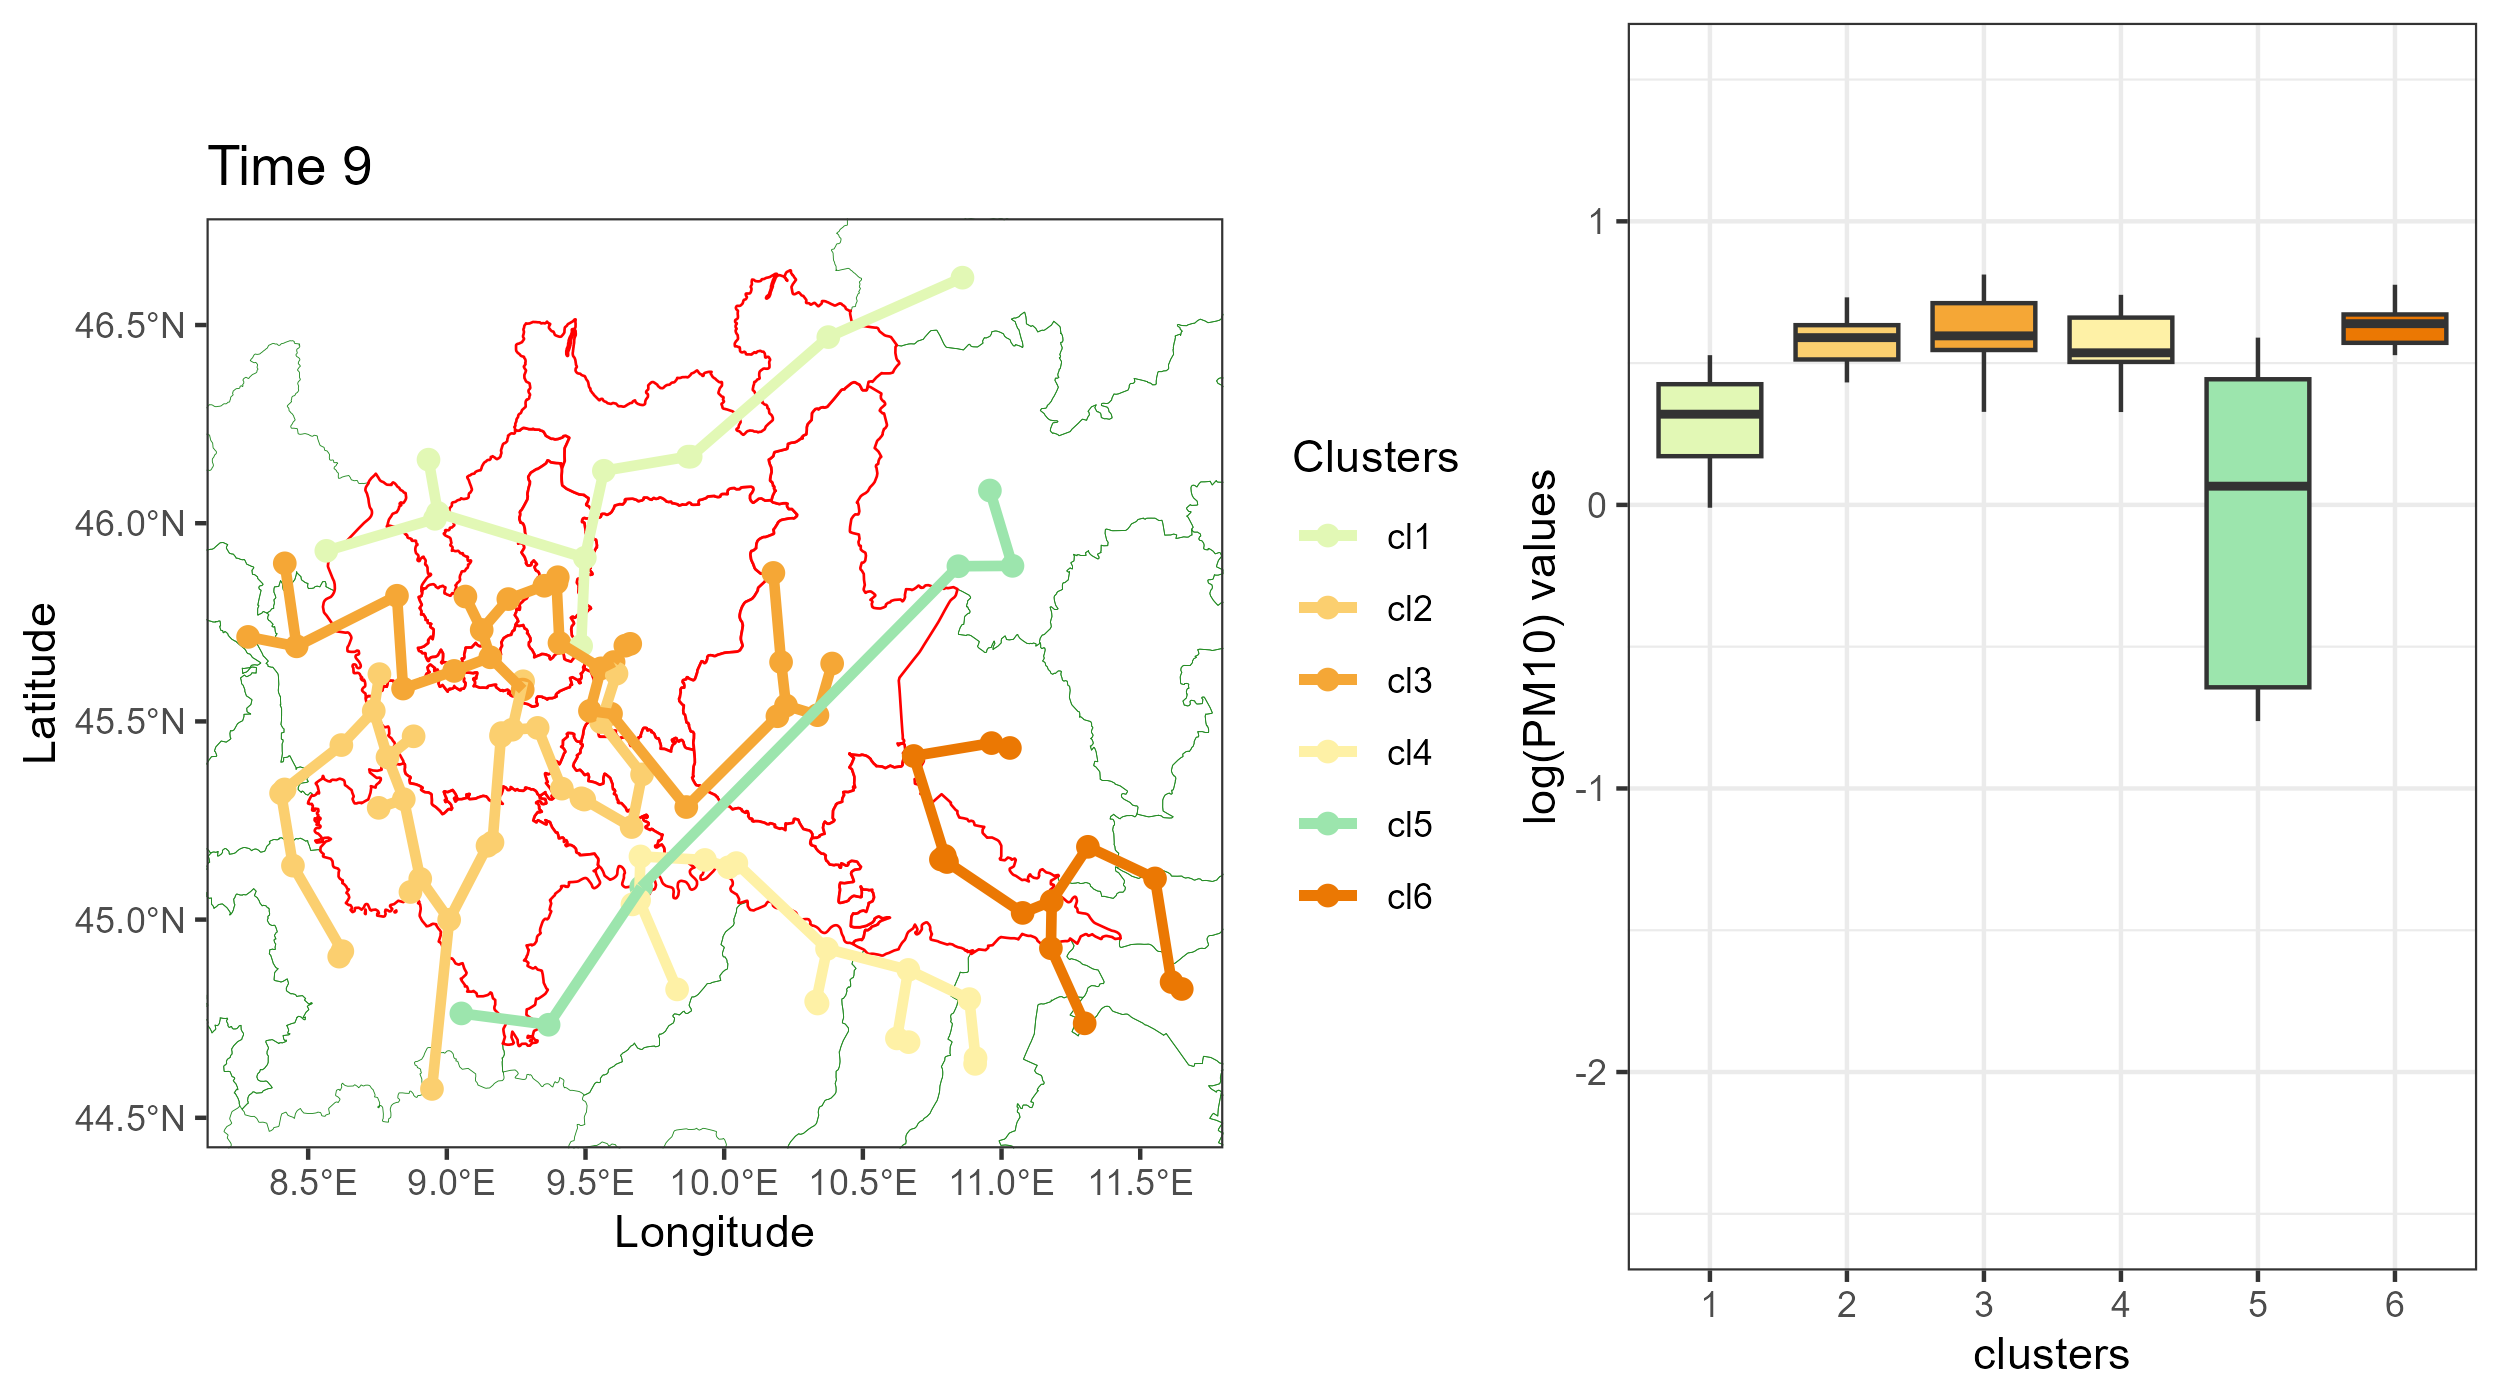 Time 9
Latitude
46.5°N
46.0°N
45.5°N
45.0°N
44.5°N
8.5°E
9.0°E
9.5°E
10.0°E
10.5°E
11.0°E
11.5°E
Longitude
Clusters
cl1
cl2
cl3
cl4
cl5
cl6
log(PM10) values
1
0
-1
-2
1
2
3
4
5
6
clusters